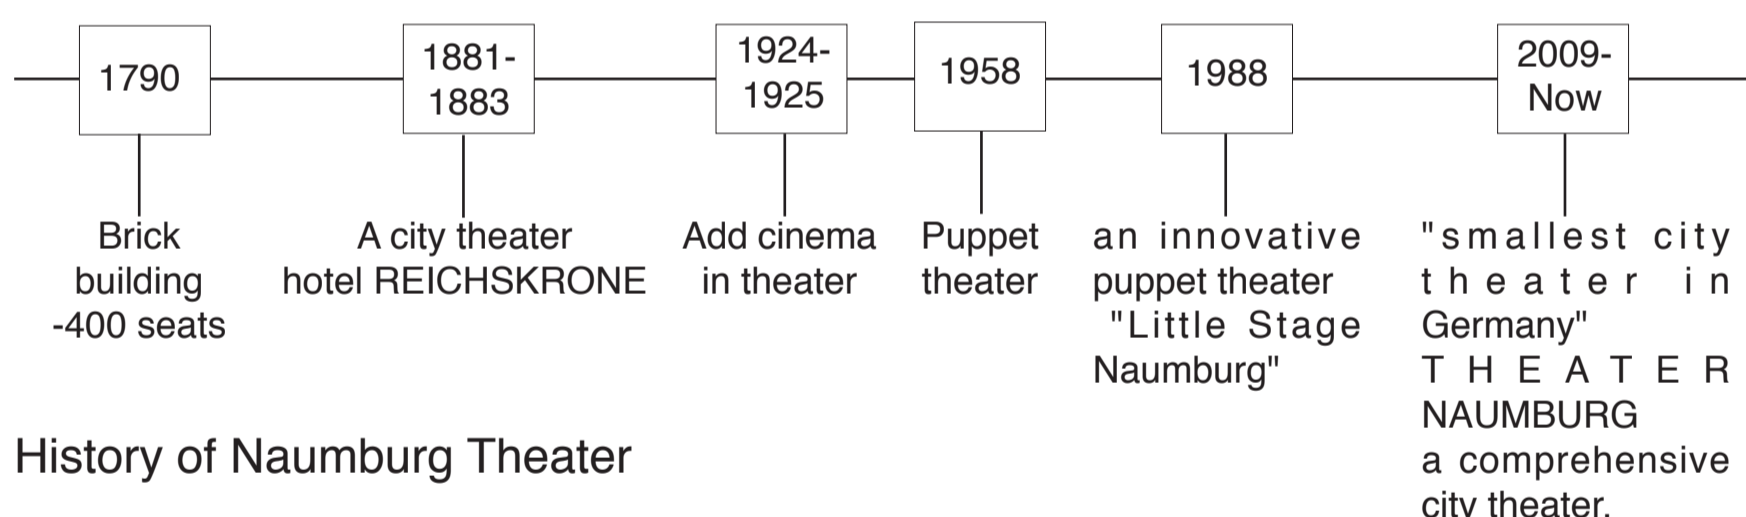 1790
1881-
1883
1924-
1925
1958
1988
2009-
Now
Brick
building
-400 seats
A city theater
hotel REICHSKRONE
Add cinema
in theater
Puppet
theater
an innovative
puppet theater
"Little Stage
Naumburg"
"smallest city
theater in
Germany"
THEATER
NAUMBURG
a comprehensive
city theater.
History of Naumburg Theater